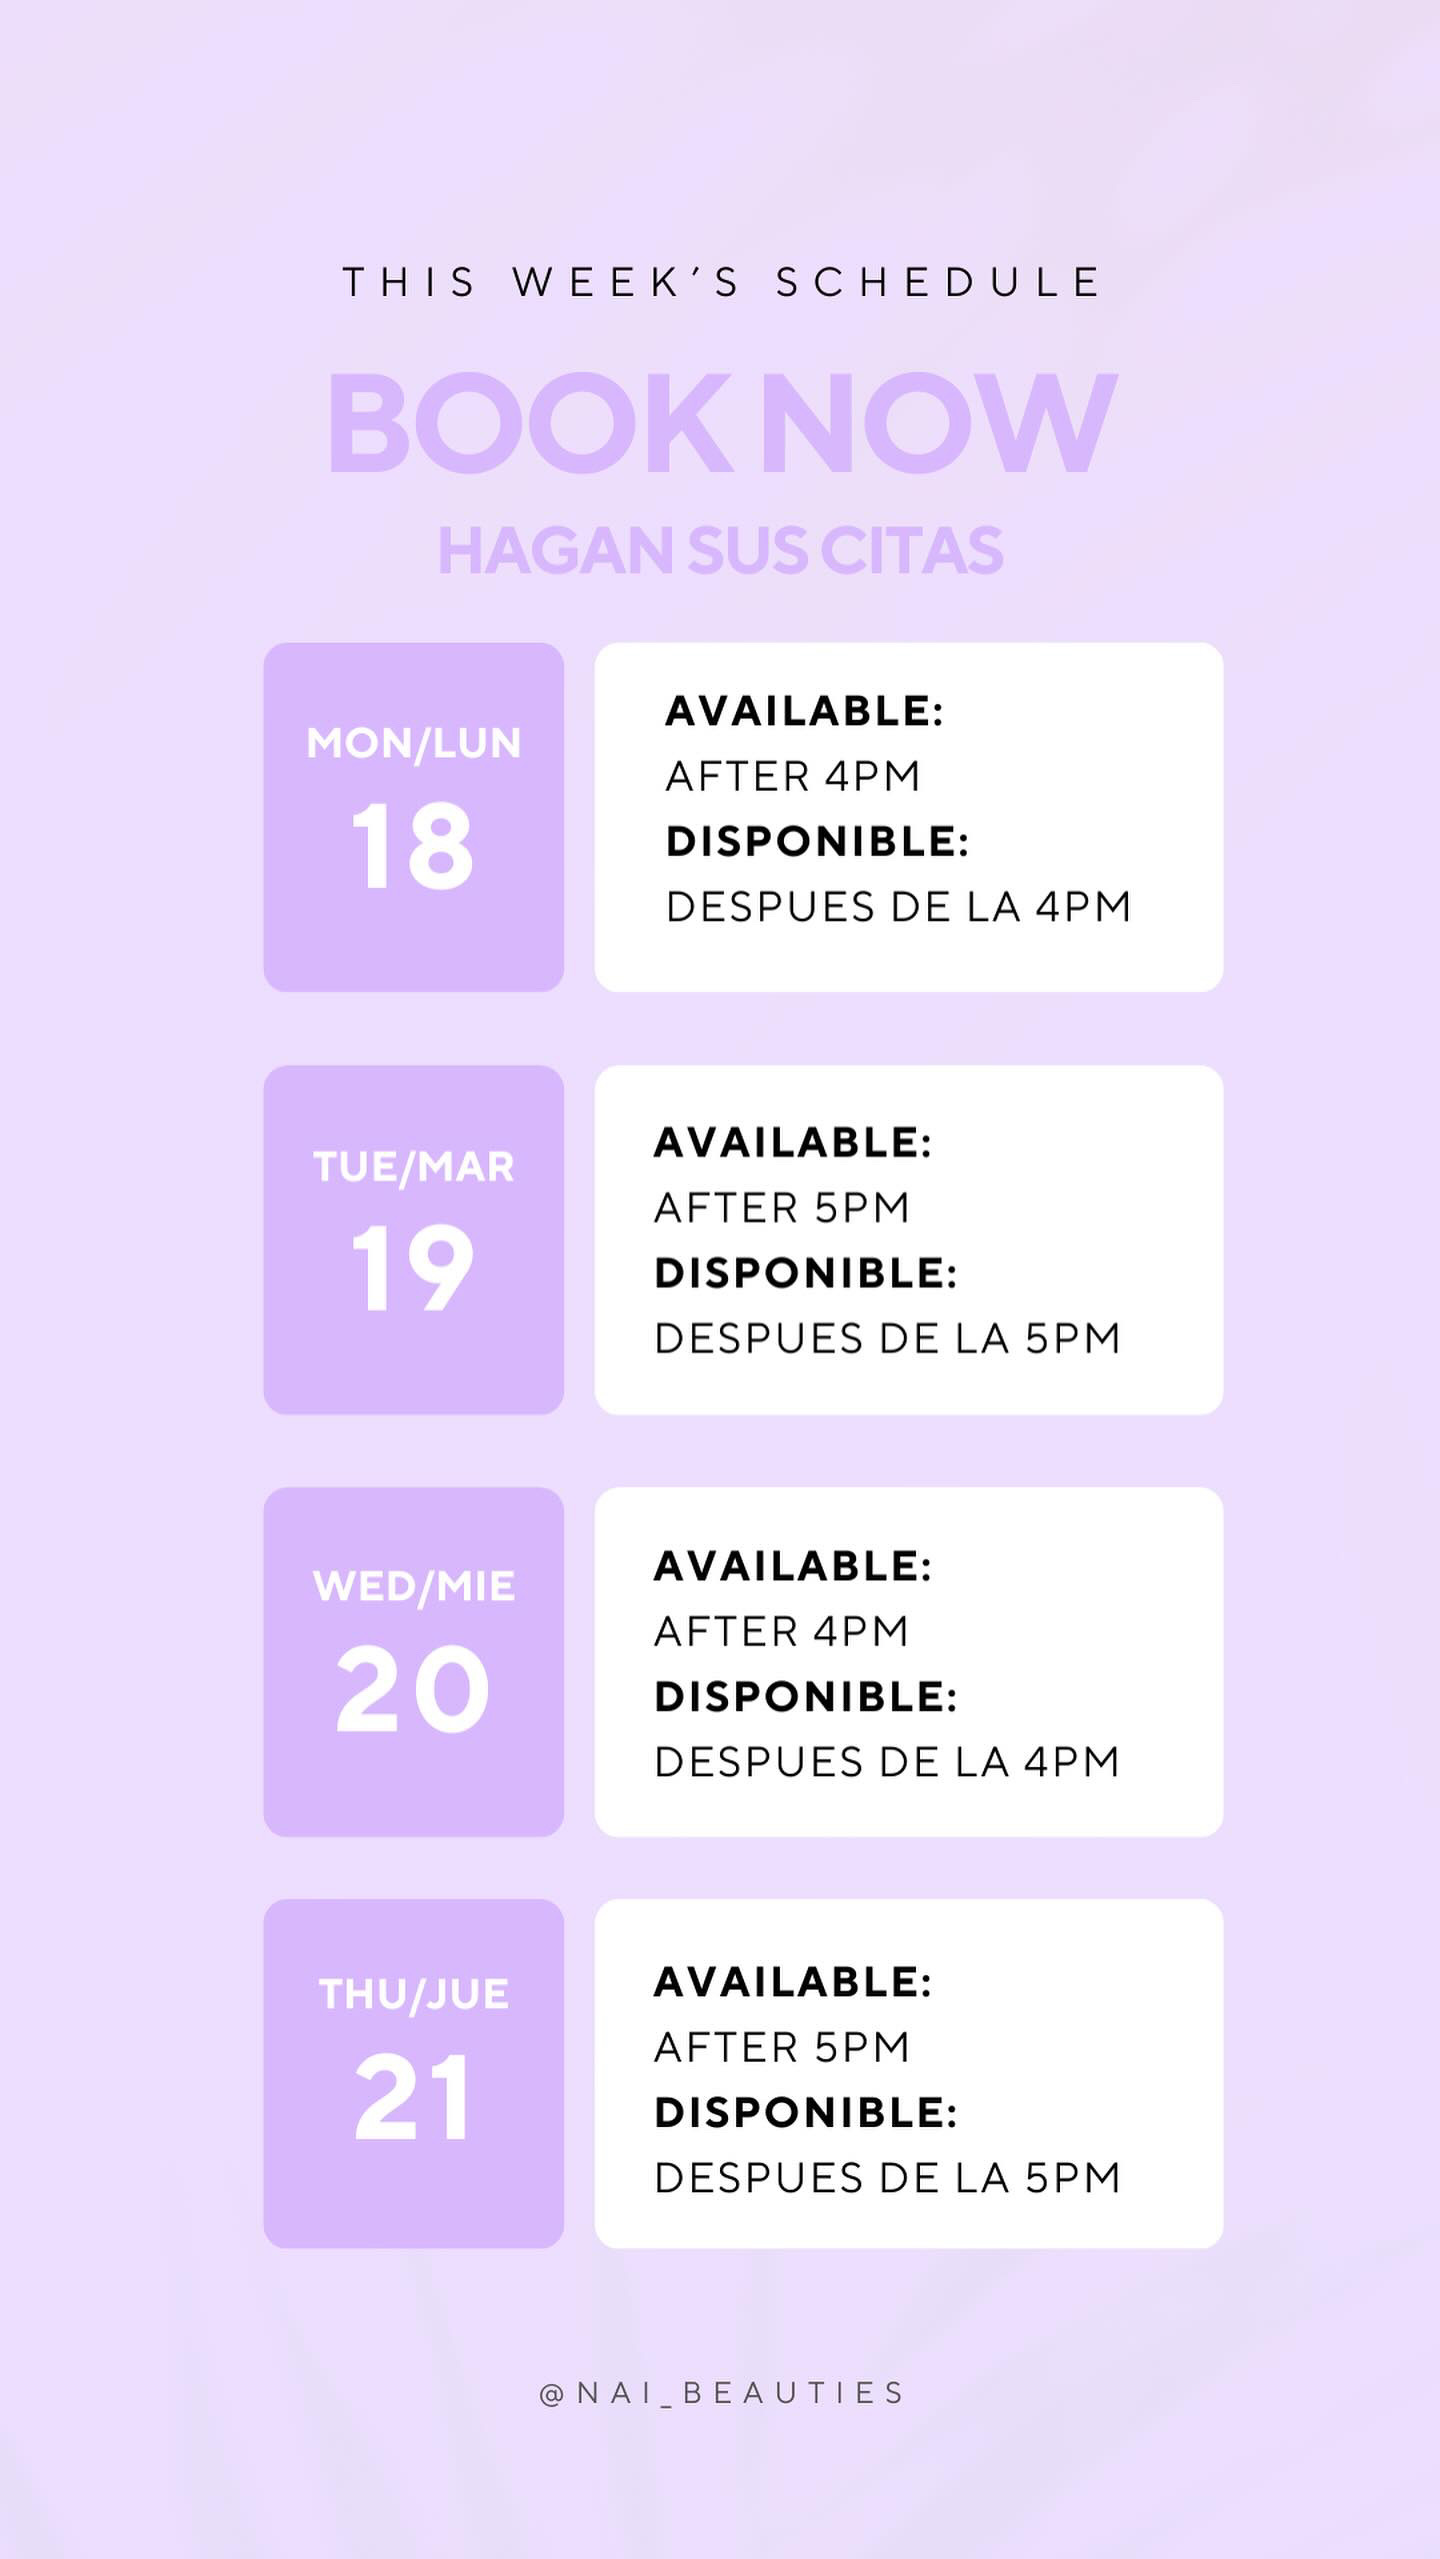 THIS WEEK'S SCHEDULE
BOOK NOW
HAGAN SUS CITAS
MON/LUN
18
AVAILABLE:
AFTER 4PM
DISPONIBLE:
DESPUES DE LA 4PM
TUE/MAR
19
AVAILABLE:
AFTER 5PM
DISPONIBLE:
DESPUES DE LA 5PM
WED/MIE
20
AVAILABLE:
AFTER 4PM
DISPONIBLE:
DESPUES DE LA 4PM
THU/JUE
21
AVAILABLE:
AFTER 5PM
DISPONIBLE:
DESPUES DE LA 5PM
@NAI_BEAUTIES